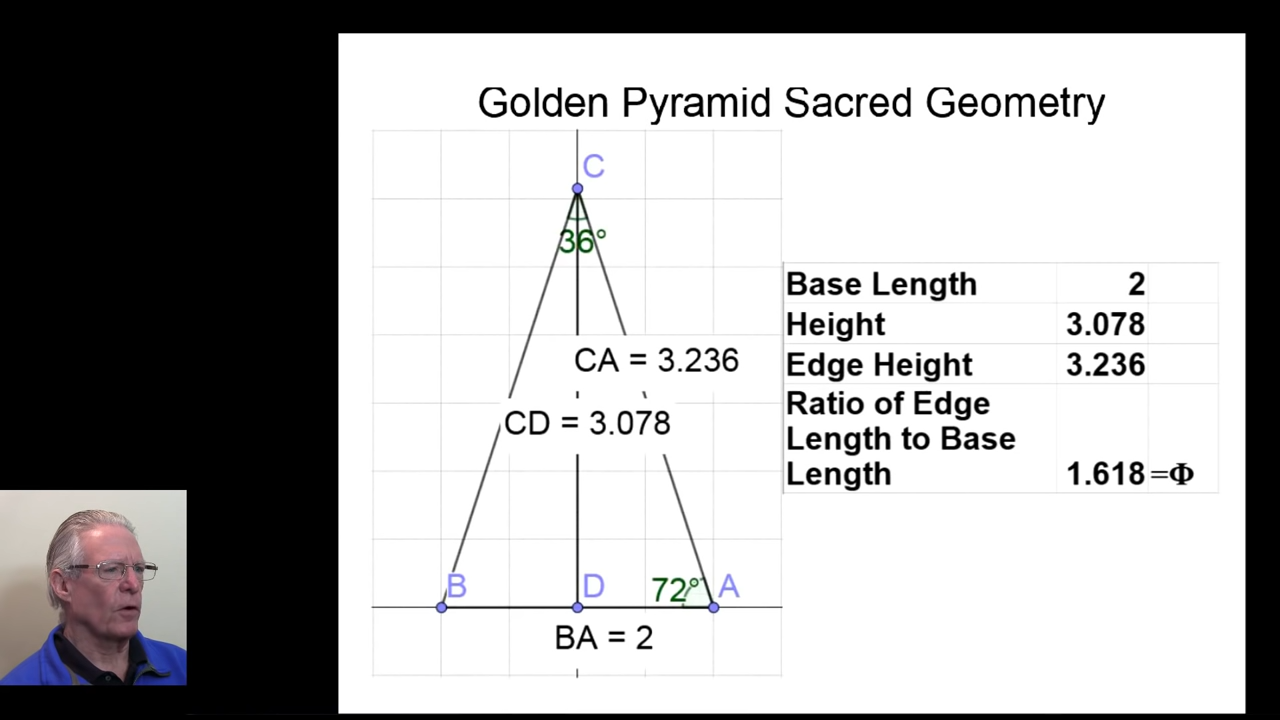 Golden Pyramid Sacred Geometry
C
36°
CA = 3.236
CD = 3.078
B
D
72°
A
BA = 2
Base Length 2
Height 3.078
Edge Height 3.236
Ratio of Edge
Length to Base
Length 1.618 =Φ